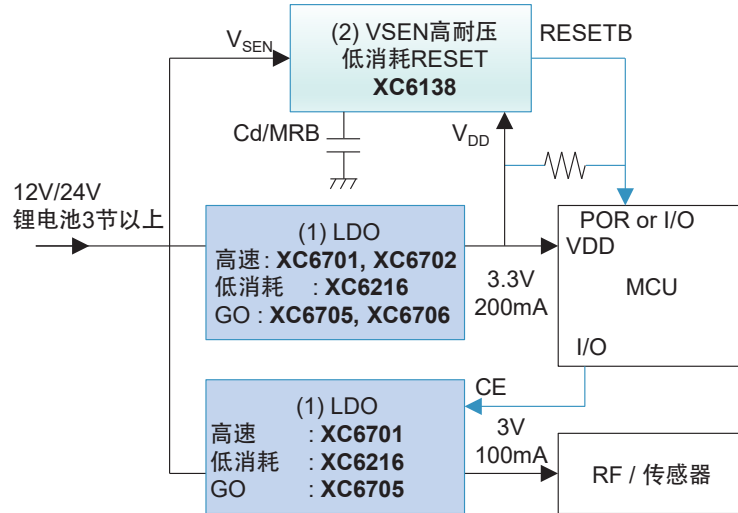 (2) VSEN高耐压
低消耗RESET
XC6138
V_SEN
RESETB
Cd/MRB
V_DD
12V/24V
锂电池3节以上
(1) LDO
高速 : XC6701, XC6702
低消耗 : XC6216
GO : XC6705, XC6706
3.3V
200mA
POR or I/O
VDD
MCU
I/O
(1) LDO
高速 : XC6701
低消耗 : XC6216
GO : XC6705
CE
3V
100mA
RF / 传感器